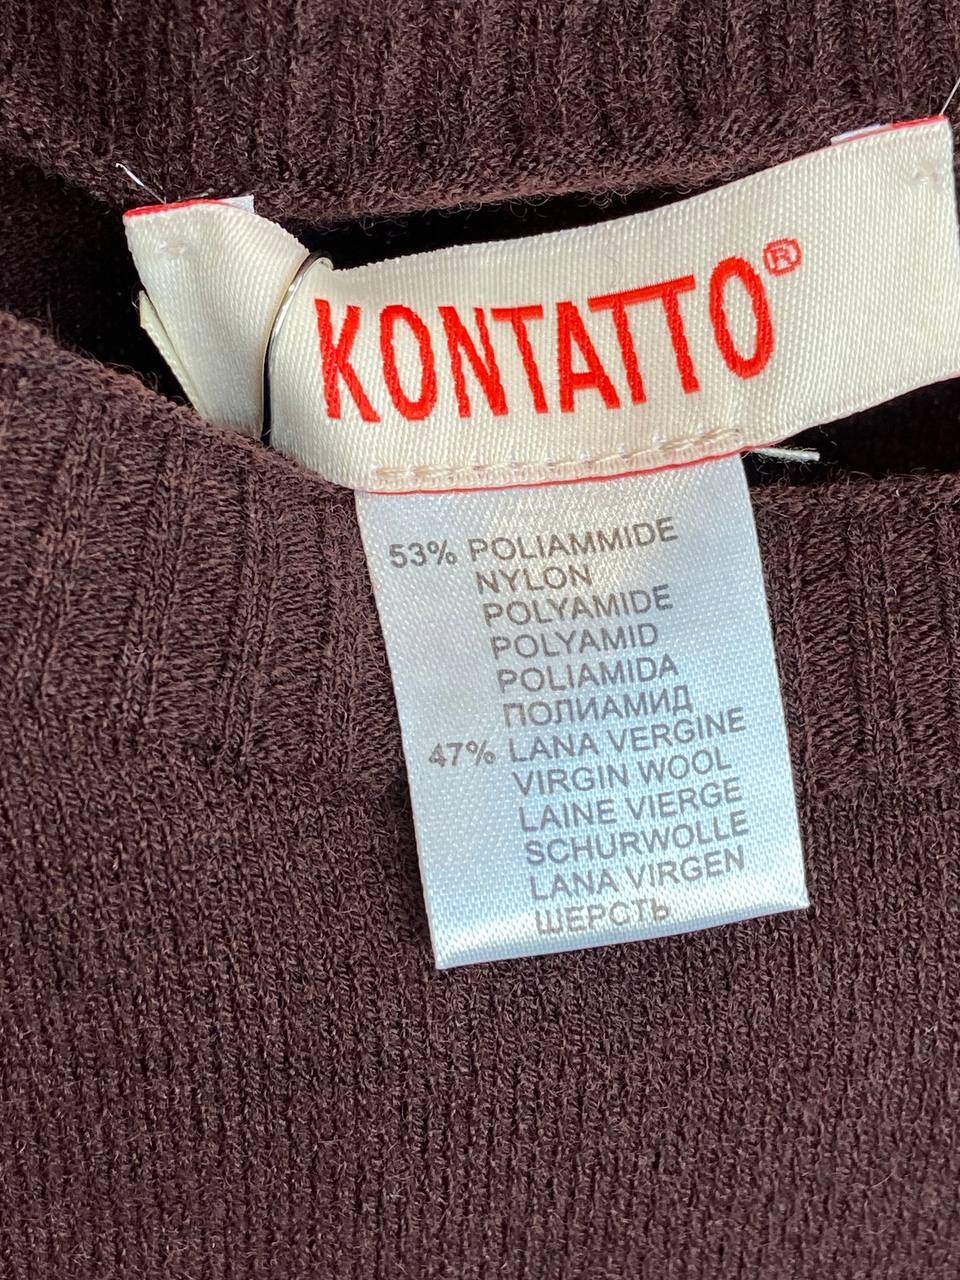 KONTATTO®
53% POLIAMMIDE
NYLON
POLYAMIDE
POLYAMID
POLIAMIDA
ПОЛИАМИД
47% LANA VERGINE
VIRGIN WOOL
LAINE VIERGE
SCHURWOLLE
LANA VIRGEN
ШЕРСТЬ